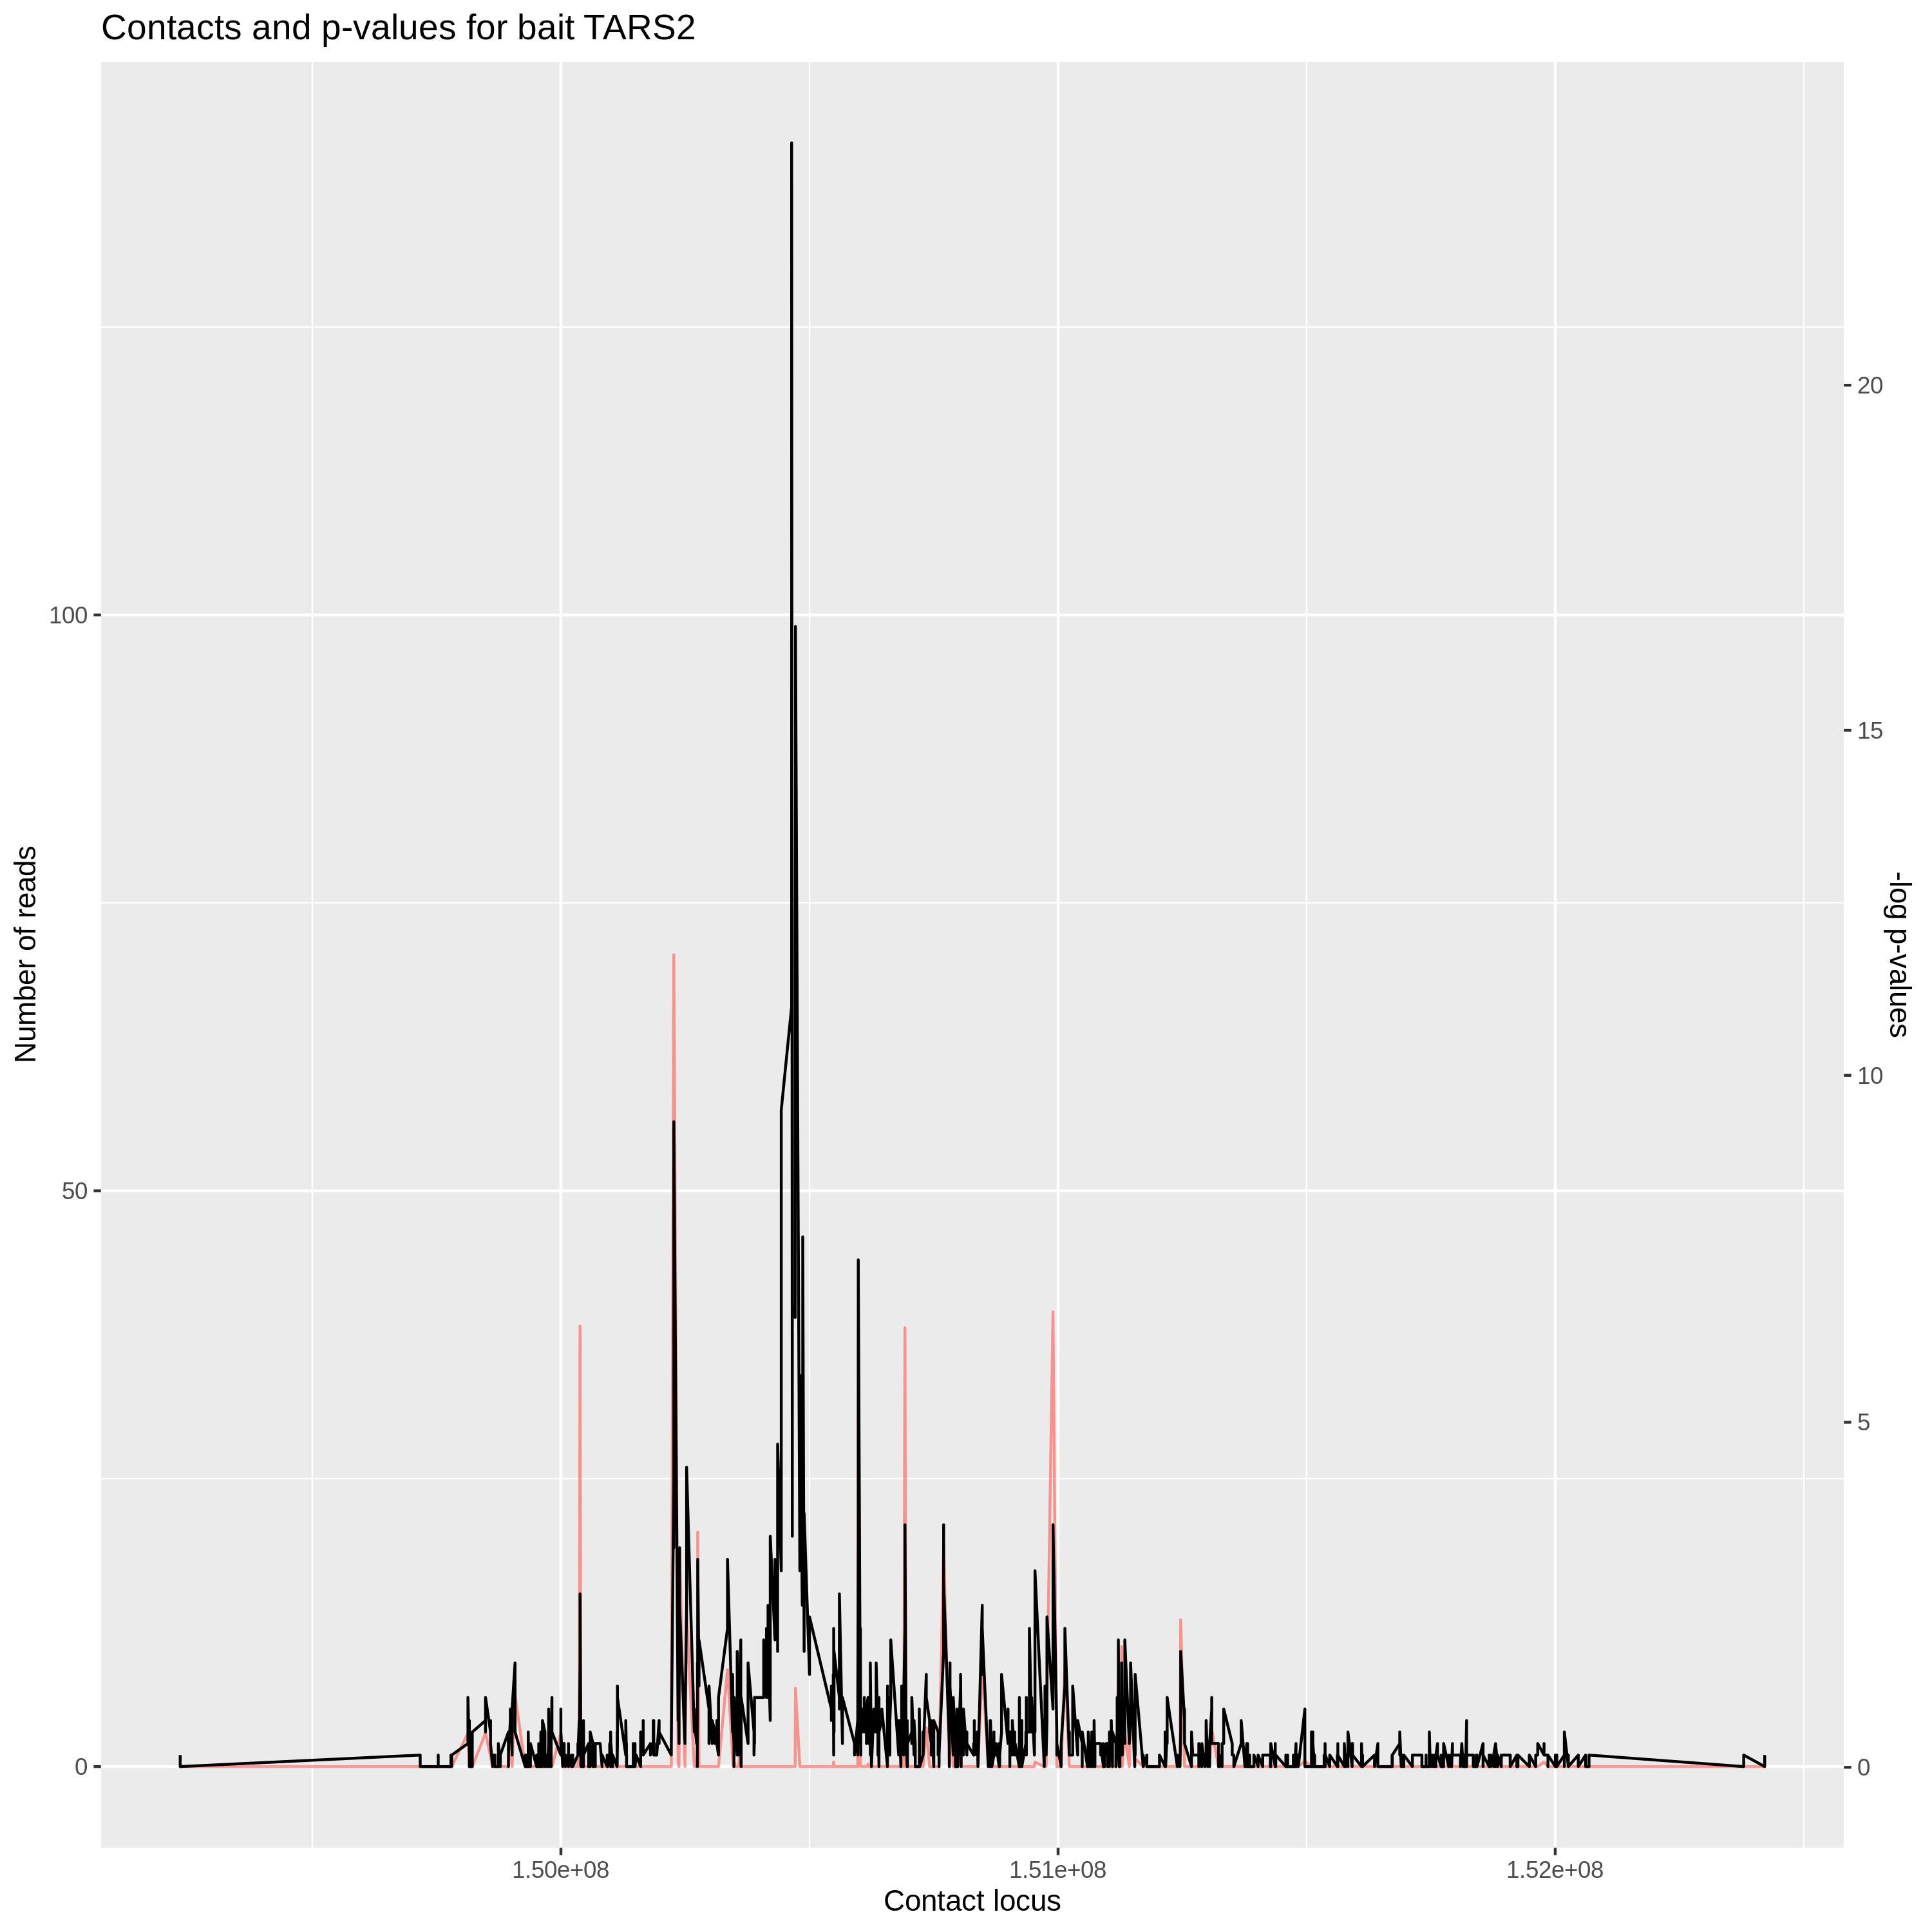 Contacts and p-values for bait TARS2
Number of reads
100
50
0
20
15
10
5
0
-log p-values
1.50e+08
1.51e+08
1.52e+08
Contact locus